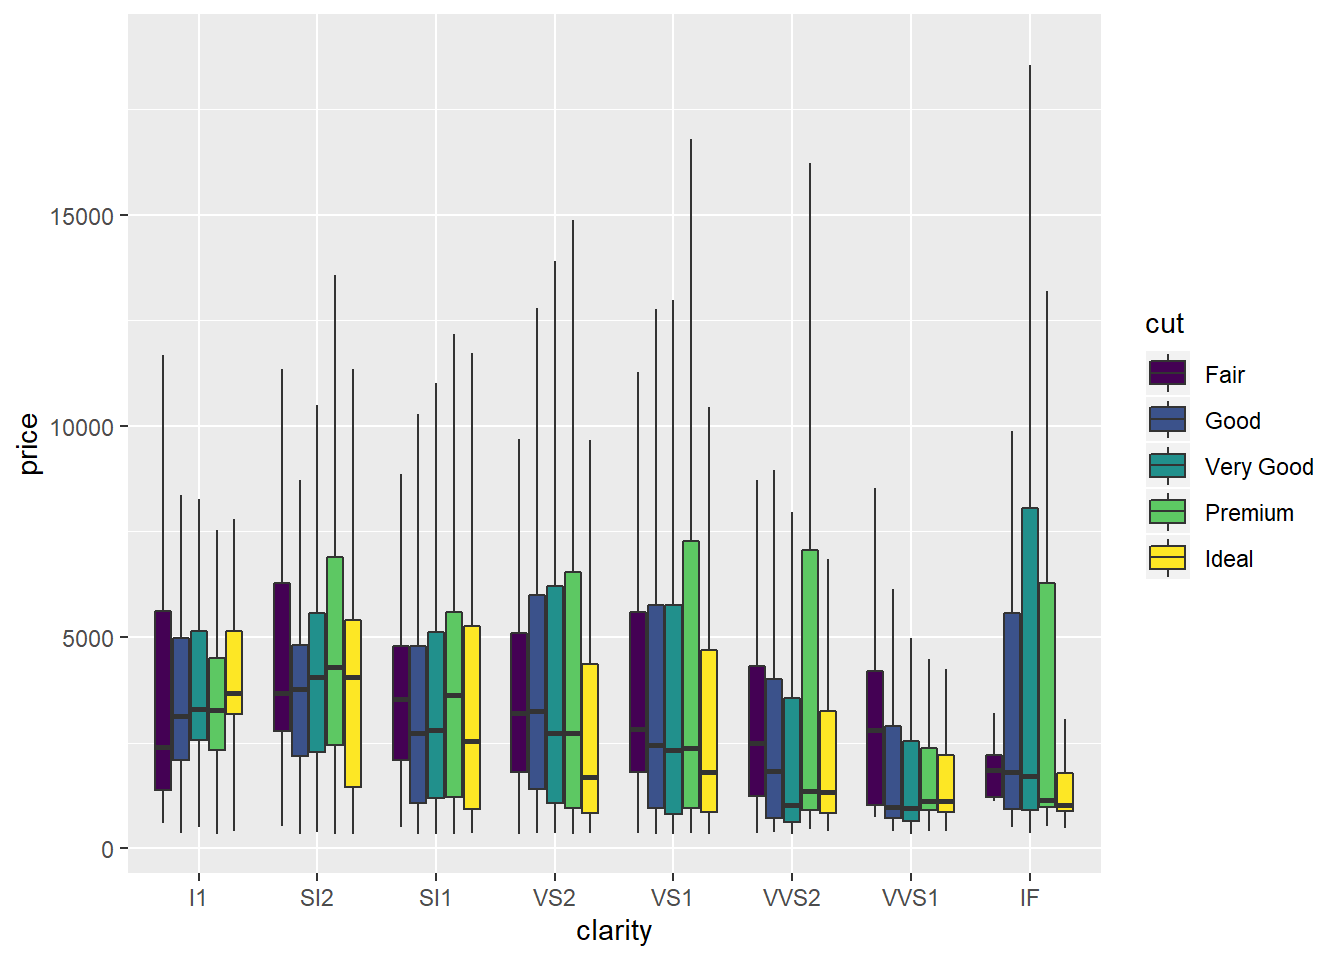 15000
10000
5000
0
price
I1 SI2 SI1 VS2 VS1 VVS2 VVS1 IF
clarity
cut
Fair
Good
Very Good
Premium
Ideal